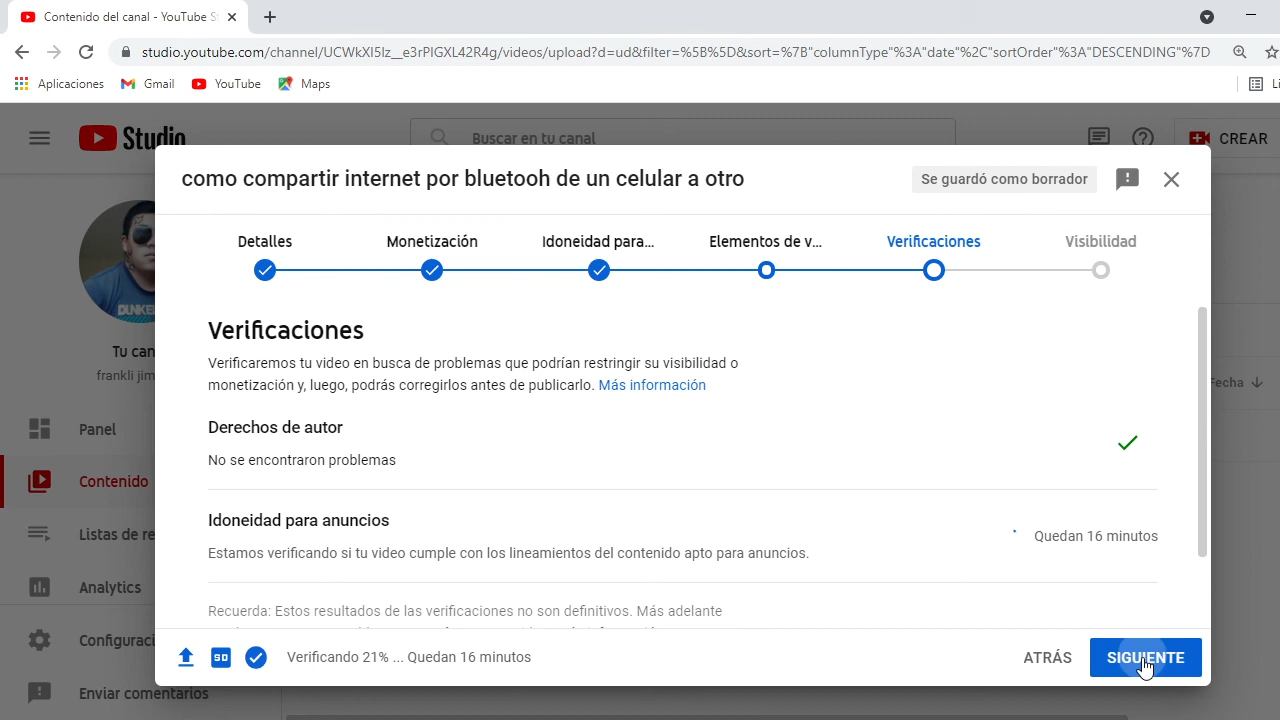 Contenido del canal - YouTube S
studio.youtube.com/channel/UCWkXI5Iz__e3rPIGXL42R4g/videos/upload?d=ud&filter=%5B%5D&sort=%7B"columnType"%3A"date"%2C"sortOrder"%3A"DESCENDING"%7D
Aplicaciones
Gmail
YouTube
Maps
Li
Studio
Buscar en tu canal
CREAR
como compartir internet por bluetooh de un celular a otro
Se guardó como borrador
Detalles
Monetización
Idoneidad para...
Elementos de v...
Verificaciones
Visibilidad
Verificaciones
Verificaremos tu video en busca de problemas que podrían restringir su visibilidad o
monetización y, luego, podrás corregirlos antes de publicarlo. Más información
Derechos de autor
No se encontraron problemas
Idoneidad para anuncios
Estamos verificando si tu video cumple con los lineamientos del contenido apto para anuncios.
Quedan 16 minutos
Recuerda: Estos resultados de las verificaciones no son definitivos. Más adelante
SD
Verificando 21% ... Quedan 16 minutos
ATRÁS
SIGUIENTE
DUNKE
Tu can
frankli jim
Panel
Contenido
Listas de re
Analytics
Configuraci
Enviar comentarios
Fecha